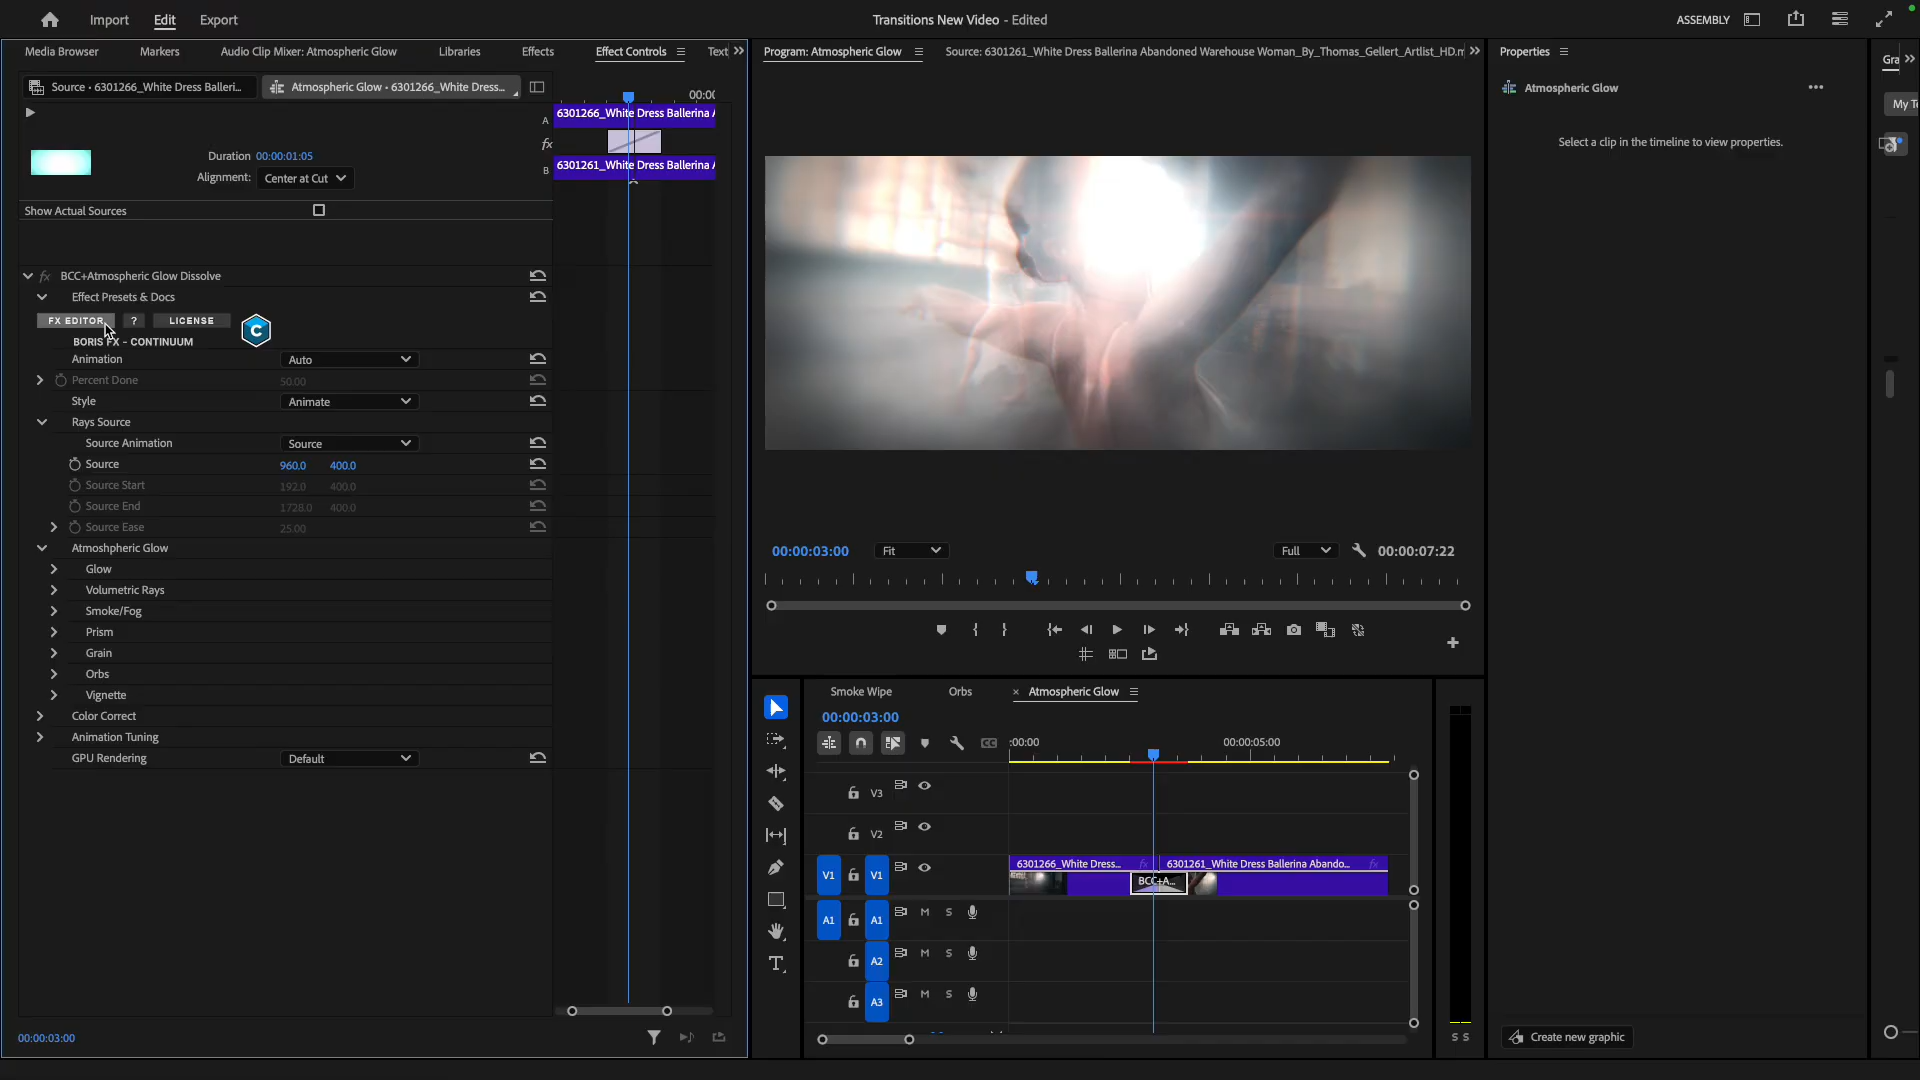 Import
Edit
Export
Transitions New Video - Edited
ASSEMBLY
Media Browser
Markers
Audio Clip Mixer: Atmospheric Glow
Libraries
Effects
Effect Controls
Text
Program: Atmospheric Glow
Source: 6301261_White Dress Ballerina Abandoned Warehouse Woman_By_Thomas_Gellert_Artlist_HD.m
Properties
Gra
Source • 6301266_White Dress Balleri...
Atmospheric Glow • 6301266_White Dress...
00:00
Atmospheric Glow
My T
A
6301266_White Dress Ballerina A
fx
B
6301261_White Dress Ballerina A
Duration 00:00:01:05
Alignment: Center at Cut
Select a clip in the timeline to view properties.
Show Actual Sources
fx BCC+Atmospheric Glow Dissolve
Effect Presets & Docs
FX EDITOR
?
LICENSE
C
BORIS FX - CONTINUUM
Animation
Auto
Percent Done
50.00
Style
Animate
Rays Source
Source Animation
Source
Source
960.0 400.0
Source Start
192.0 400.0
Source End
1728.0 400.0
Source Ease
25.00
Atmoshpheric Glow
Glow
Volumetric Rays
Smoke/Fog
Prism
Grain
Orbs
Vignette
Color Correct
Animation Tuning
GPU Rendering
Default
00:00:03:00
00:00:03:00
Fit
Full
00:00:07:22
Smoke Wipe
Orbs
× Atmospheric Glow
00:00:03:00
CC
:00:00
00:00:05:00
V3
V2
V1
V1
6301266_White Dress...
fx
6301261_White Dress Ballerina Abando...
fx
BCC+A...
A1
A1
M
S
A2
M
S
A3
M
S
S S
Create new graphic